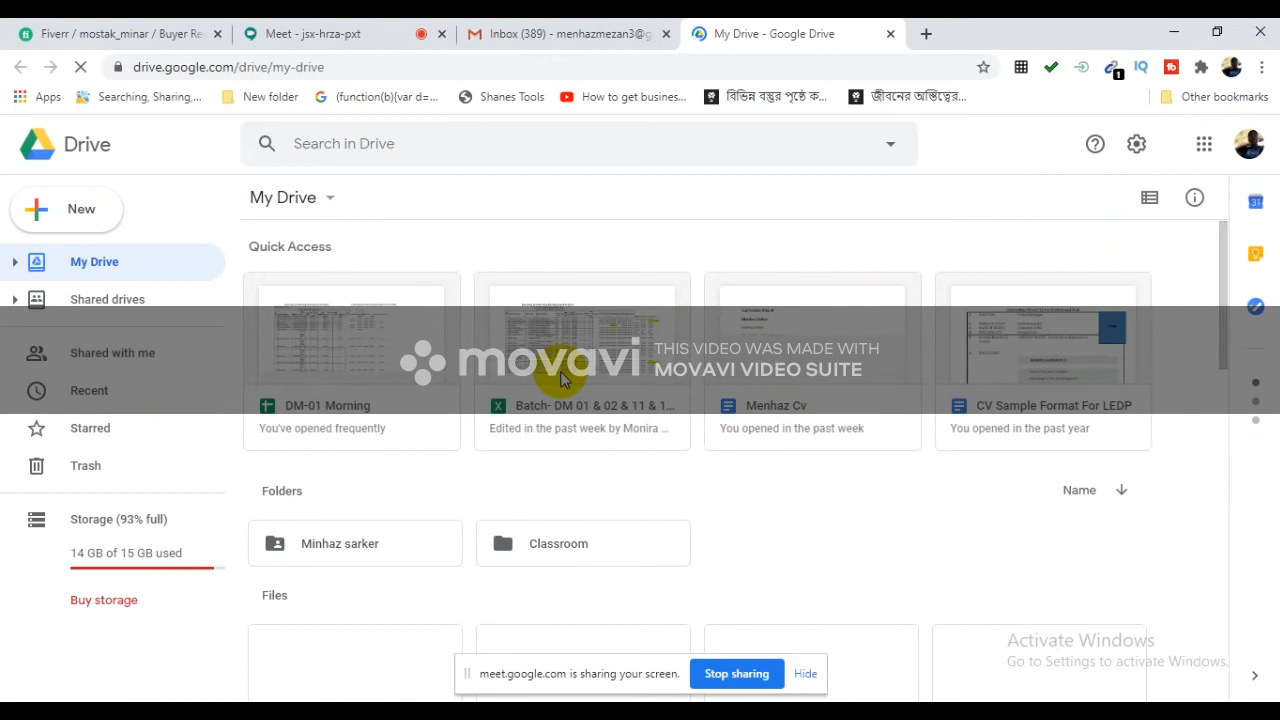 Fiverr / mostak_minar / Buyer Re
Meet - jsx-hrza-pxt
Inbox (389) - menhazmezan3@g
My Drive - Google Drive
drive.google.com/drive/my-drive
1
Apps
Searching, Sharing,...
New folder
(function(b){var d=...
Shanes Tools
How to get busines...
বিভিন্ন বস্তুর পৃষ্ঠে ক...
জীবনের অস্তিত্বের...
Other bookmarks
Drive
Search in Drive
New
My Drive
31
Quick Access
My Drive
Shared drives
Shared with me
Recent
Starred
Trash
movavi
THIS VIDEO WAS MADE WITH
MOVAVI VIDEO SUITE
DM-01 Morning
You've opened frequently
Batch- DM 01 & 02 & 11 & 1...
Edited in the past week by Monira ...
Menhaz Cv
You opened in the past week
CV Sample Format For LEDP
You opened in the past year
Folders
Name
Storage (93% full)
14 GB of 15 GB used
Buy storage
Minhaz sarker
Classroom
Files
Activate Windows
Go to Settings to activate Windows.
meet.google.com is sharing your screen.
Stop sharing
Hide